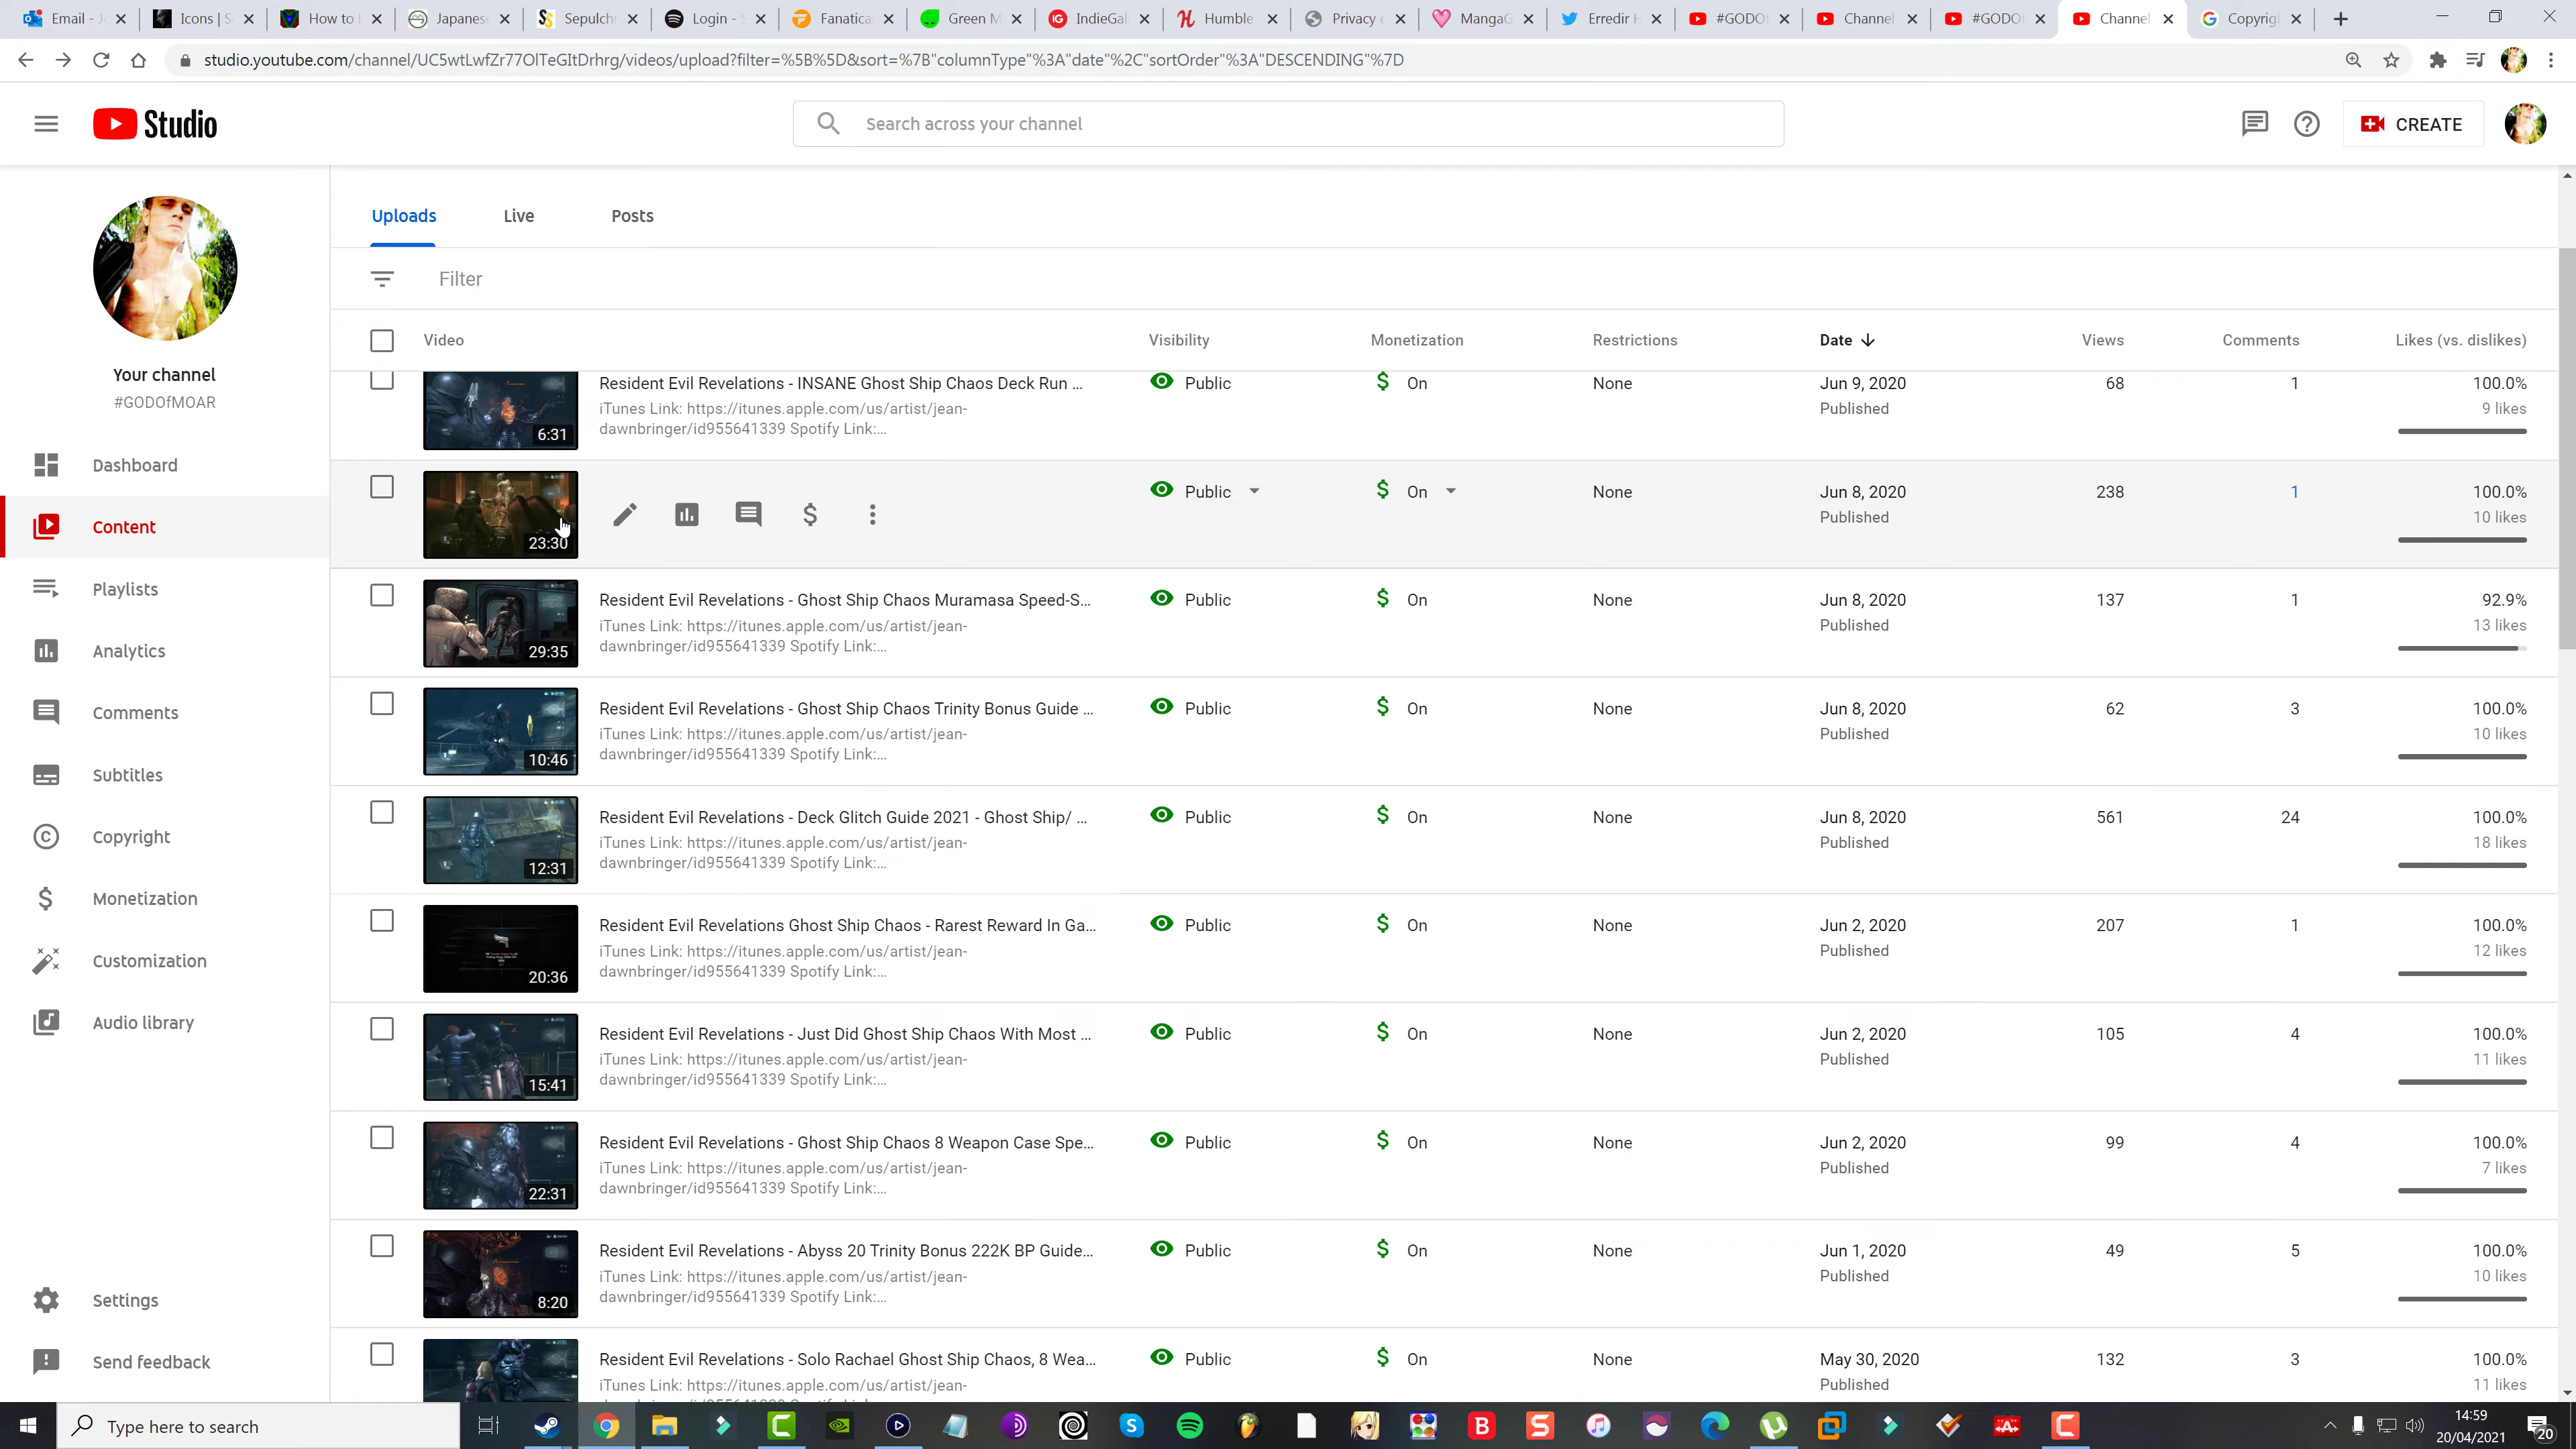 Email - J
Icons | S
How to
Japanes
Sepulchr
Login - S
Fanatica
Green M
IndieGal
Humble
Privacy
MangaG
Erredir H
#GODO
Channel
#GODO
Channel
Copyrig
studio.youtube.com/channel/UC5wtLwfZr77OlTeGItDrhrg/videos/upload?filter=%5B%5D&sort=%7B"columnType"%3A"date"%2C"sortOrder"%3A"DESCENDING"%7D
Studio
Search across your channel
CREATE
Your channel
#GODOfMOAR
Dashboard
Content
Playlists
Analytics
Comments
Subtitles
Copyright
Monetization
Customization
Audio library
Settings
Send feedback
Uploads Live Posts
Filter
Video Visibility Monetization Restrictions Date Views Comments Likes (vs. dislikes)
Resident Evil Revelations - INSANE Ghost Ship Chaos Deck Run ... Public On None Jun 9, 2020 68 1 100.0%
iTunes Link: https://itunes.apple.com/us/artist/jean- Published 9 likes
dawnbringer/id955641339 Spotify Link:...
6:31
Public On None Jun 8, 2020 238 1 100.0%
Published 10 likes
23:30
Resident Evil Revelations - Ghost Ship Chaos Muramasa Speed-S... Public On None Jun 8, 2020 137 1 92.9%
iTunes Link: https://itunes.apple.com/us/artist/jean- Published 13 likes
dawnbringer/id955641339 Spotify Link:...
29:35
Resident Evil Revelations - Ghost Ship Chaos Trinity Bonus Guide ... Public On None Jun 8, 2020 62 3 100.0%
iTunes Link: https://itunes.apple.com/us/artist/jean- Published 10 likes
dawnbringer/id955641339 Spotify Link:...
10:46
Resident Evil Revelations - Deck Glitch Guide 2021 - Ghost Ship/ ... Public On None Jun 8, 2020 561 24 100.0%
iTunes Link: https://itunes.apple.com/us/artist/jean- Published 18 likes
dawnbringer/id955641339 Spotify Link:...
12:31
Resident Evil Revelations Ghost Ship Chaos - Rarest Reward In Ga... Public On None Jun 2, 2020 207 1 100.0%
iTunes Link: https://itunes.apple.com/us/artist/jean- Published 12 likes
dawnbringer/id955641339 Spotify Link:...
20:36
Resident Evil Revelations - Just Did Ghost Ship Chaos With Most ... Public On None Jun 2, 2020 105 4 100.0%
iTunes Link: https://itunes.apple.com/us/artist/jean- Published 11 likes
dawnbringer/id955641339 Spotify Link:...
15:41
Resident Evil Revelations - Ghost Ship Chaos 8 Weapon Case Spe... Public On None Jun 2, 2020 99 4 100.0%
iTunes Link: https://itunes.apple.com/us/artist/jean- Published 7 likes
dawnbringer/id955641339 Spotify Link:...
22:31
Resident Evil Revelations - Abyss 20 Trinity Bonus 222K BP Guide... Public On None Jun 1, 2020 49 5 100.0%
iTunes Link: https://itunes.apple.com/us/artist/jean- Published 10 likes
dawnbringer/id955641339 Spotify Link:...
8:20
Resident Evil Revelations - Solo Rachael Ghost Ship Chaos, 8 Wea... Public On None May 30, 2020 132 3 100.0%
iTunes Link: https://itunes.apple.com/us/artist/jean- Published 11 likes
Type here to search
14:59
20/04/2021
20